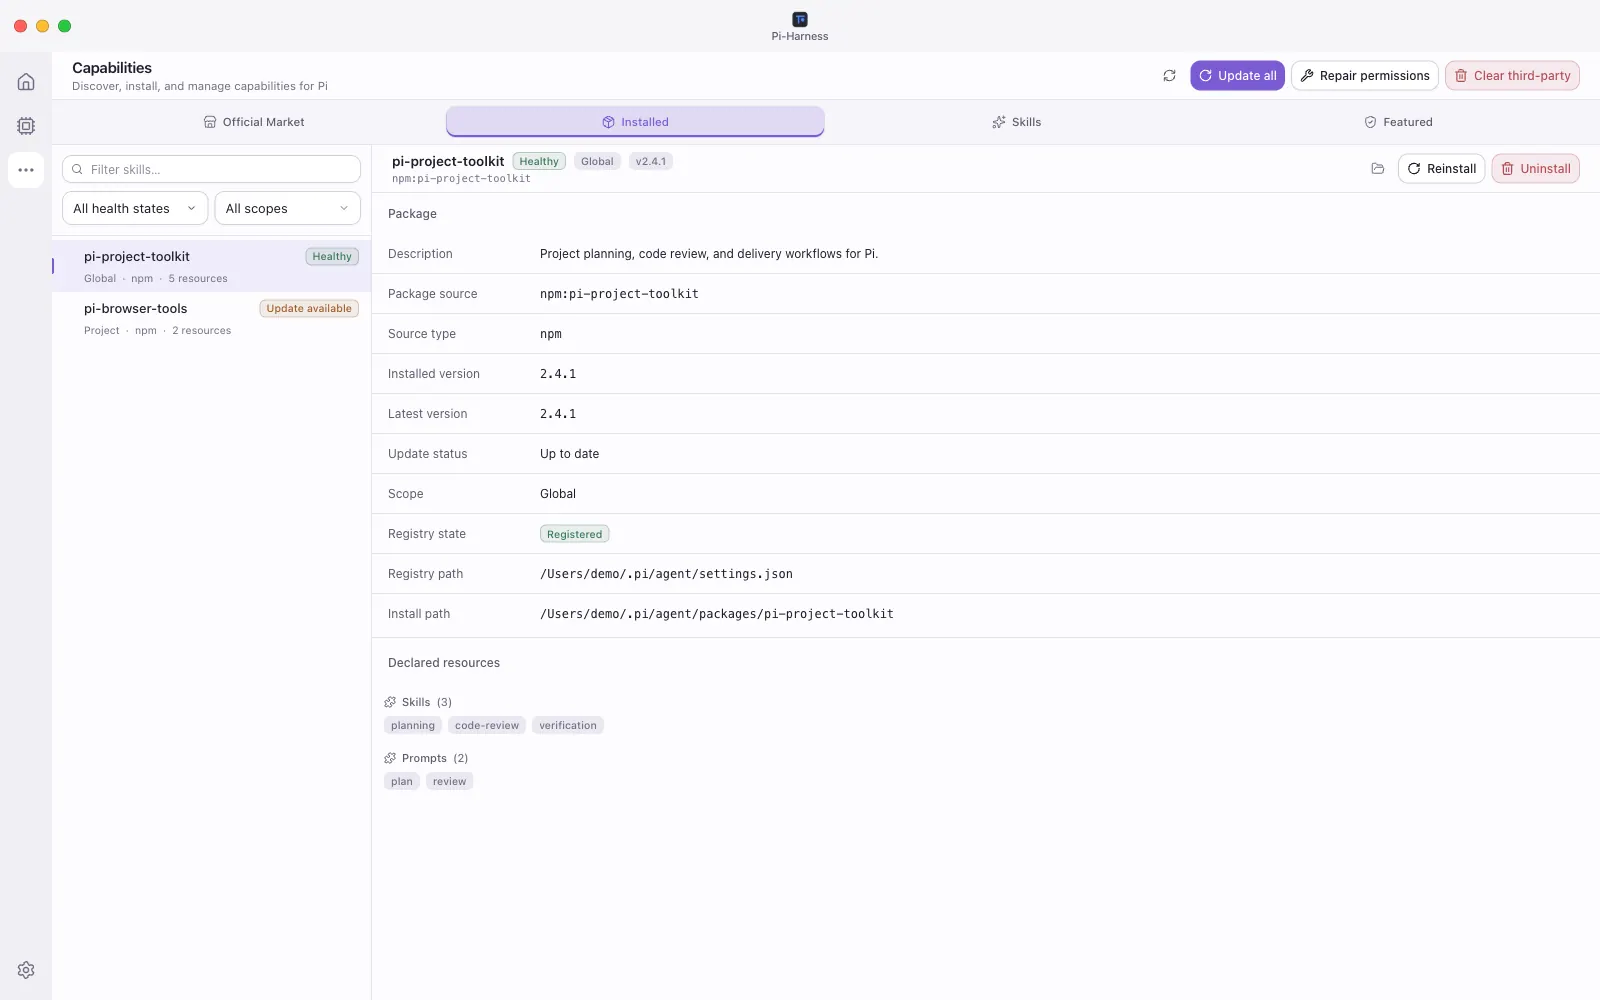 Pi-Harness
Capabilities
Discover, install, and manage capabilities for Pi
Update all
Repair permissions
Clear third-party
Official Market
Installed
Skills
Featured
Filter skills...
All health states
All scopes
pi-project-toolkit
Healthy
Global · npm · 5 resources
pi-browser-tools
Update available
Project · npm · 2 resources
pi-project-toolkit
Healthy
Global
v2.4.1
npm:pi-project-toolkit
Reinstall
Uninstall
Package
Description Project planning, code review, and delivery workflows for Pi.
Package source npm:pi-project-toolkit
Source type npm
Installed version 2.4.1
Latest version 2.4.1
Update status Up to date
Scope Global
Registry state Registered
Registry path /Users/demo/.pi/agent/settings.json
Install path /Users/demo/.pi/agent/packages/pi-project-toolkit
Declared resources
Skills (3)
planning code-review verification
Prompts (2)
plan review